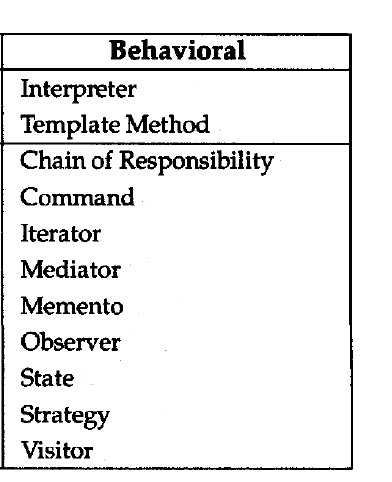 Behavioral
Interpreter
Template Method
Chain of Responsibility
Command
Iterator
Mediator
Memento
Observer
State
Strategy
Visitor